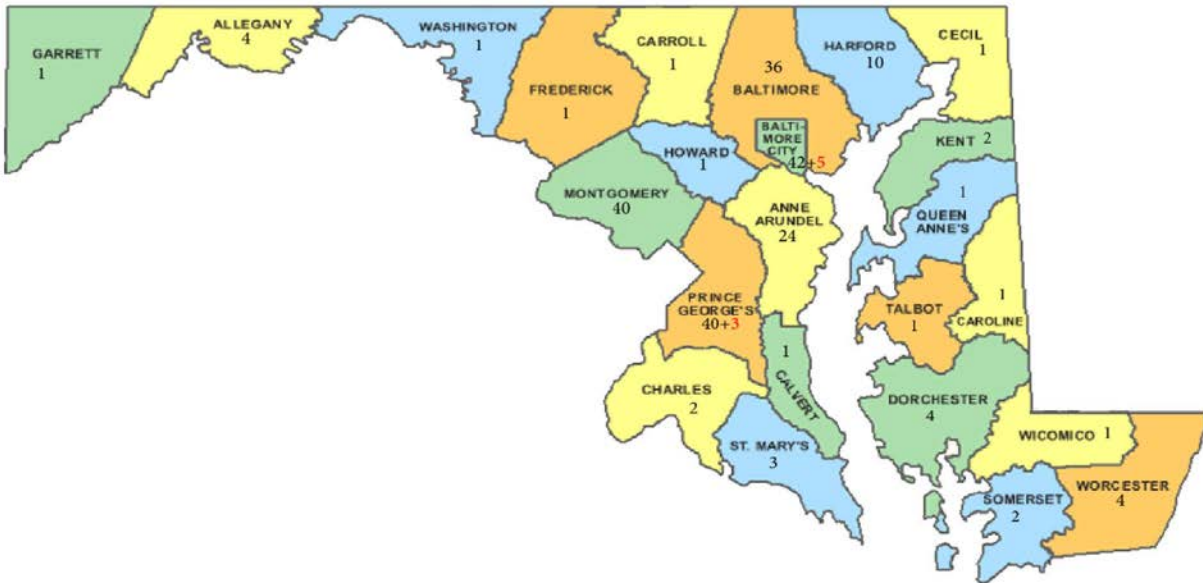 GARRETT
1
ALLEGANY
4
WASHINGTON
1
FREDERICK
1
CARROLL
1
36
BALTIMORE
BALTI-
MORE
CITY
42+5
HARFORD
10
CECIL
1
KENT 2
HOWARD
1
MONTGOMERY
40
ANNE
ARUNDEL
24
1
QUEEN
ANNE'S
PRINCE
GEORGE'S
40+3
TALBOT
1
1
CAROLINE
1
CALVERT
CHARLES
2
DORCHESTER
4
ST. MARY'S
3
WICOMICO 1
SOMERSET
2
WORCESTER
4